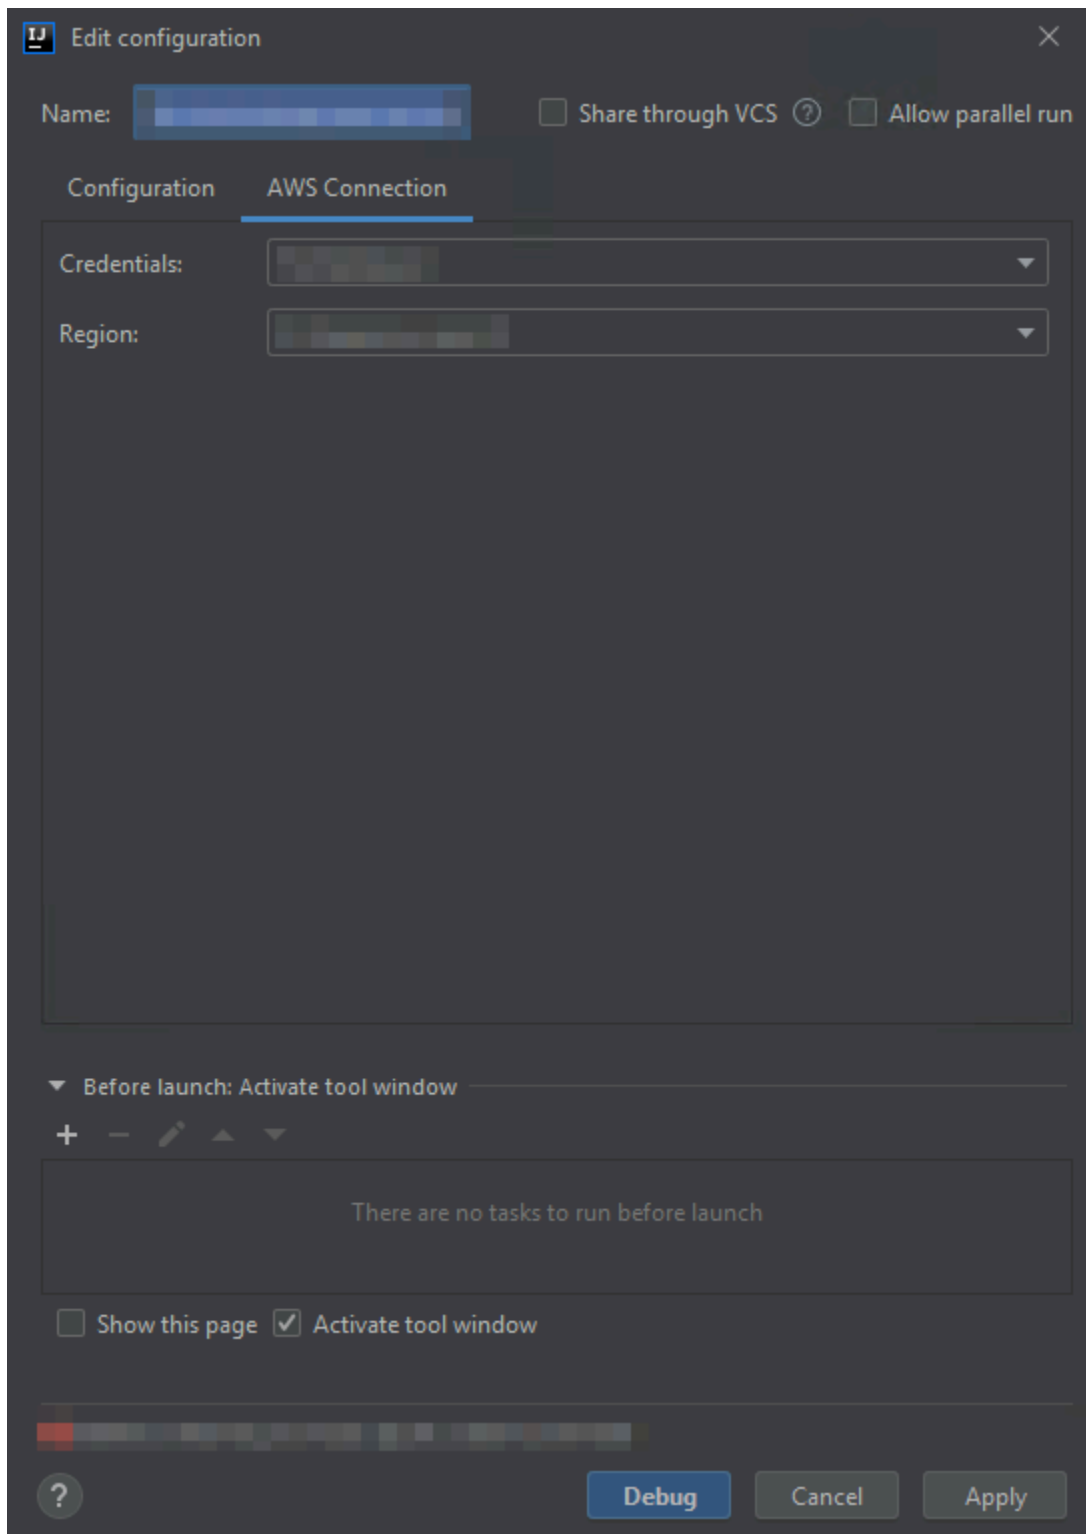 IJ Edit configuration
Name: Share through VCS ? Allow parallel run
Configuration AWS Connection
Credentials:
Region:
Before launch: Activate tool window
There are no tasks to run before launch
Show this page Activate tool window
? Debug Cancel Apply